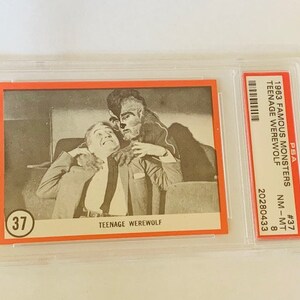 37
TEENAGE WEREWOLF
1963 FAMOUS MONSTERS
TEENAGE WEREWOLF
#37
NM-MT 8
20280433